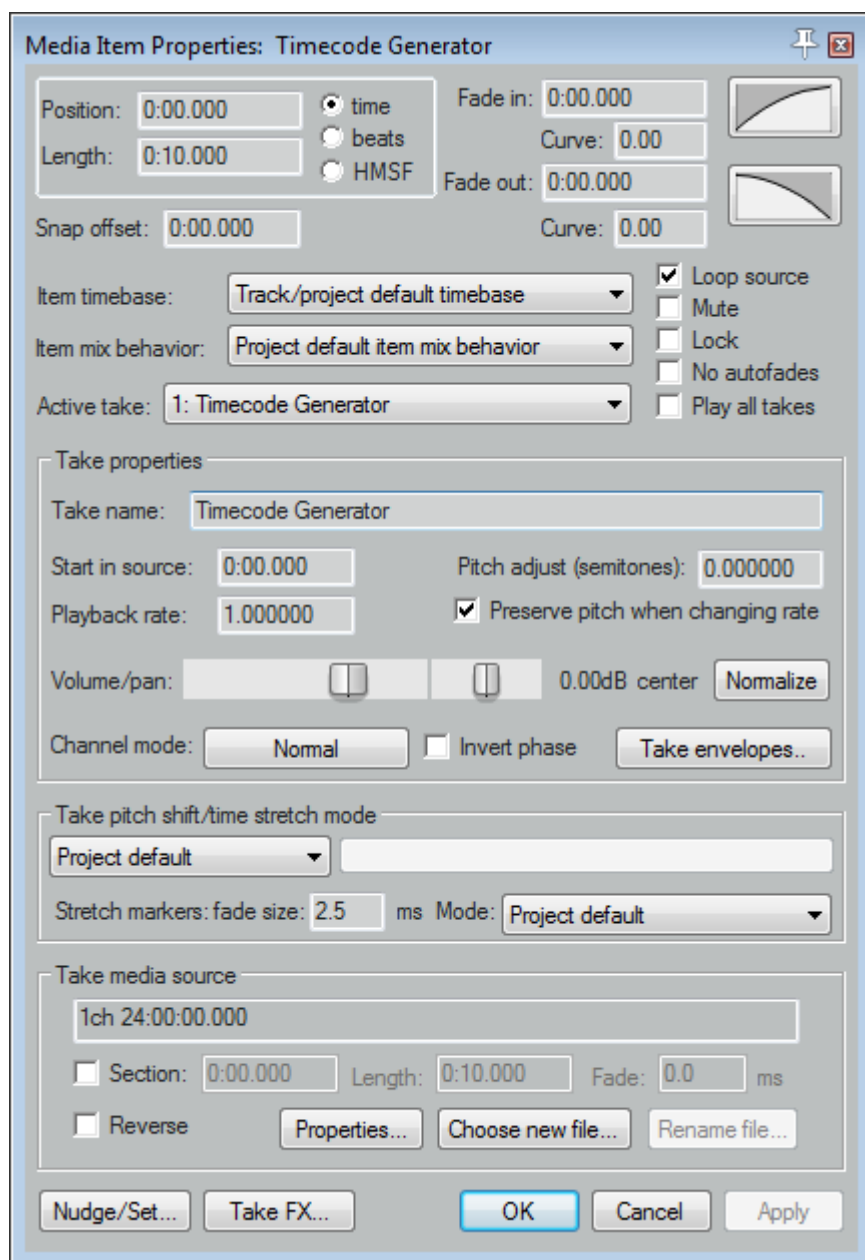 Media Item Properties: Timecode Generator
Position: 0:00.000 time
beats
Length: 0:10.000 HMSF
Fade in: 0:00.000
Curve: 0.00
Fade out: 0:00.000
Curve: 0.00
Snap offset: 0:00.000
Item timebase: Track/project default timebase
Item mix behavior: Project default item mix behavior
Active take: 1: Timecode Generator
Loop source
Mute
Lock
No autofades
Play all takes
Take properties
Take name: Timecode Generator
Start in source: 0:00.000 Pitch adjust (semitones): 0.000000
Playback rate: 1.000000 Preserve pitch when changing rate
Volume/pan: 0.00dB center Normalize
Channel mode: Normal Invert phase Take envelopes..
Take pitch shift/time stretch mode
Project default
Stretch markers: fade size: 2.5 ms Mode: Project default
Take media source
1ch 24:00:00.000
Section: 0:00.000 Length: 0:10.000 Fade: 0.0 ms
Reverse Properties... Choose new file... Rename file...
Nudge/Set... Take FX... OK Cancel Apply